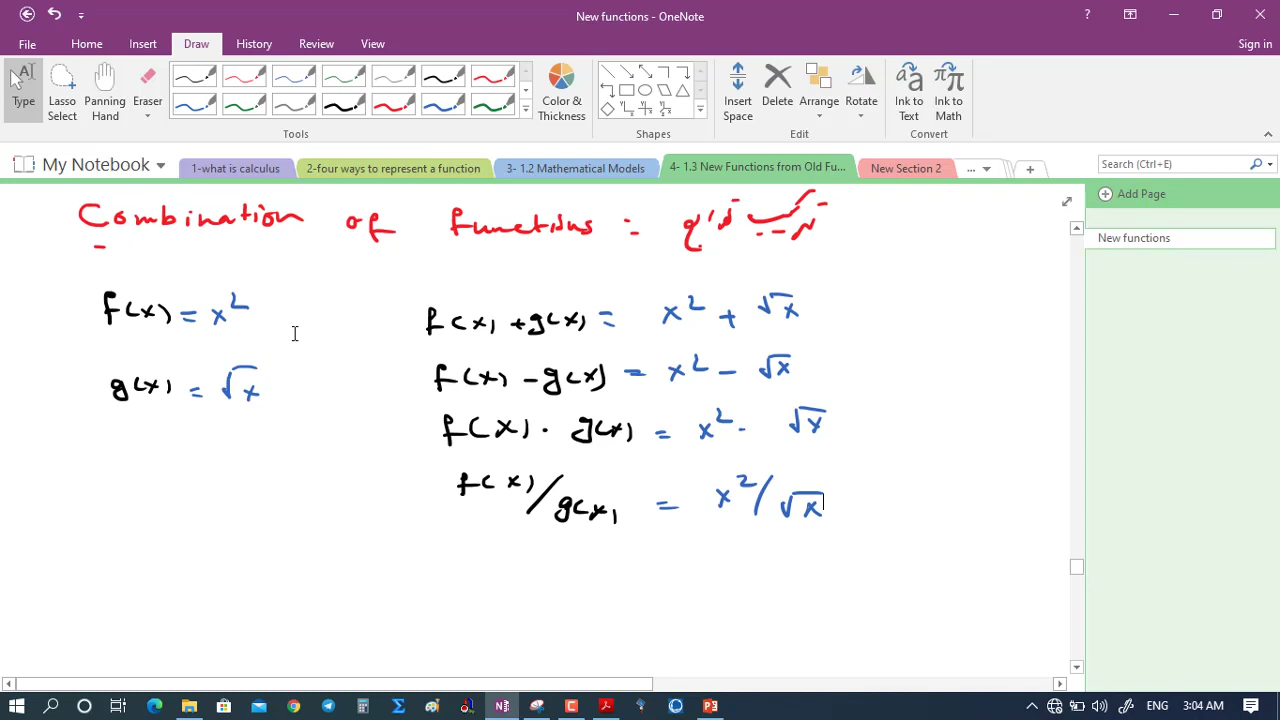 New functions - OneNote
File Home Insert Draw History Review View Sign in
Type Lasso Select Panning Hand Eraser Color & Thickness Insert Space Delete Arrange Rotate Ink to Text Ink to Math
Tools Shapes Edit Convert
My Notebook 1-what is calculus 2-four ways to represent a function 3- 1.2 Mathematical Models 4- 1.3 New Functions from Old Fu... New Section 2 ... Search (Ctrl+E)
Add Page
New functions
Combination of functions : تركيب توابع
f(x) = x²
g(x) = √x
f(x) + g(x) = x² + √x
f(x) - g(x) = x² - √x
f(x) · g(x) = x² · √x
f(x)/g(x) = x²/√x
ENG 3:04 AM